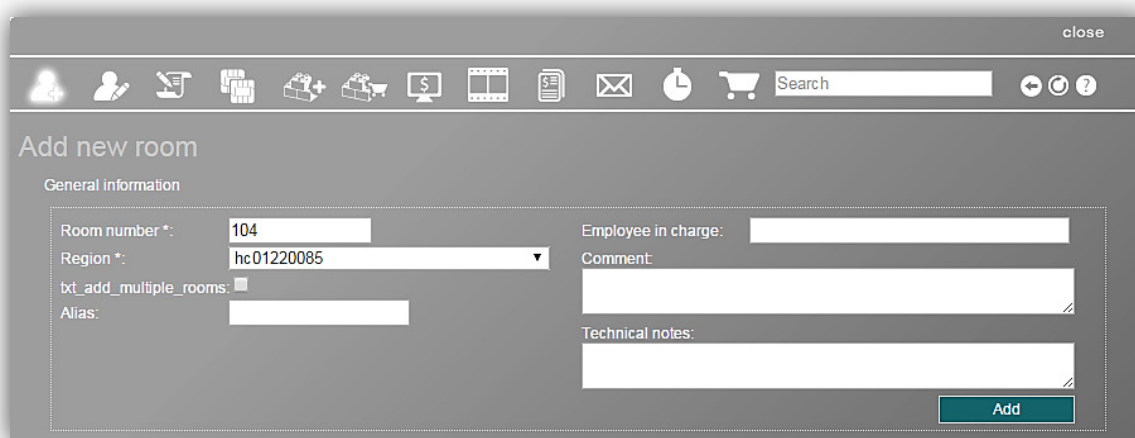 close
Search
Add new room
General information
Room number *: 104
Region *: hc01220085
txt_add_multiple_rooms:
Alias:
Employee in charge:
Comment:
Technical notes:
Add